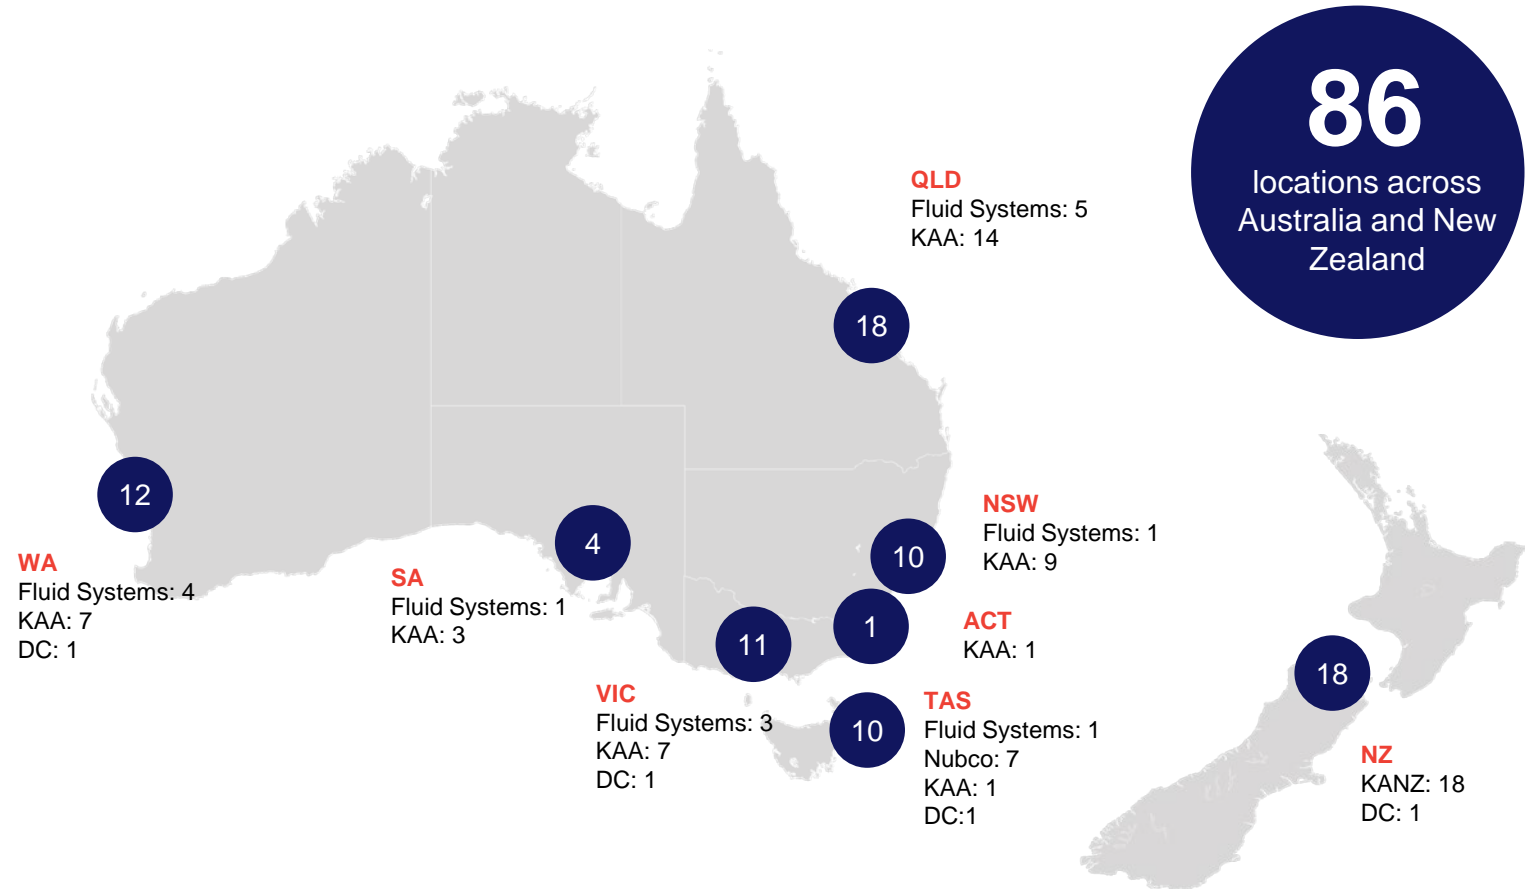 86
locations across
Australia and New
Zealand
QLD
Fluid Systems: 5
KAA: 14
18
12
WA
Fluid Systems: 4
KAA: 7
DC: 1
4
SA
Fluid Systems: 1
KAA: 3
NSW
Fluid Systems: 1
KAA: 9
10
1
ACT
KAA: 1
11
VIC
Fluid Systems: 3
KAA: 7
DC: 1
10
TAS
Fluid Systems: 1
Nubco: 7
KAA: 1
DC:1
18
NZ
KANZ: 18
DC: 1